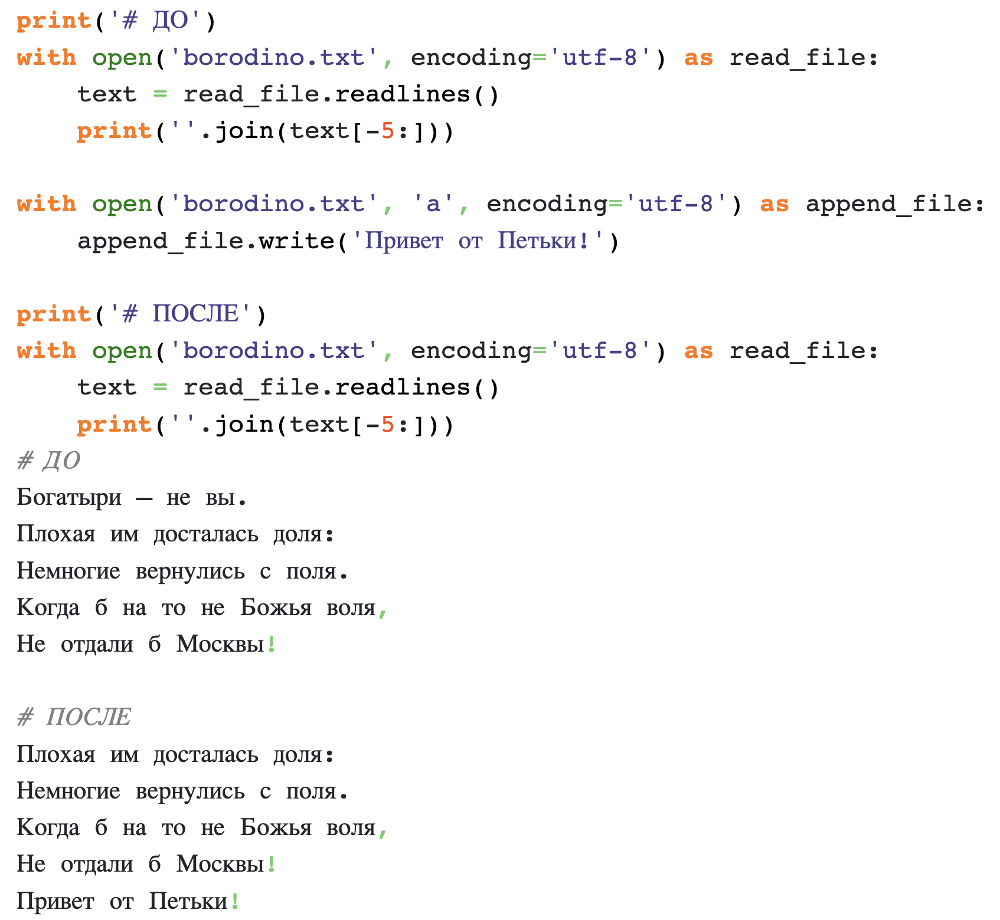 print('# ДО')
with open('borodino.txt', encoding='utf-8') as read_file:
    text = read_file.readlines()
    print(''.join(text[-5:]))

with open('borodino.txt', 'a', encoding='utf-8') as append_file:
    append_file.write('Привет от Петьки!')

print('# ПОСЛЕ')
with open('borodino.txt', encoding='utf-8') as read_file:
    text = read_file.readlines()
    print(''.join(text[-5:]))
# ДО
Богатыри — не вы.
Плохая им досталась доля:
Немногие вернулись с поля.
Когда б на то не Божья воля,
Не отдали б Москвы!

# ПОСЛЕ
Плохая им досталась доля:
Немногие вернулись с поля.
Когда б на то не Божья воля,
Не отдали б Москвы!
Привет от Петьки!